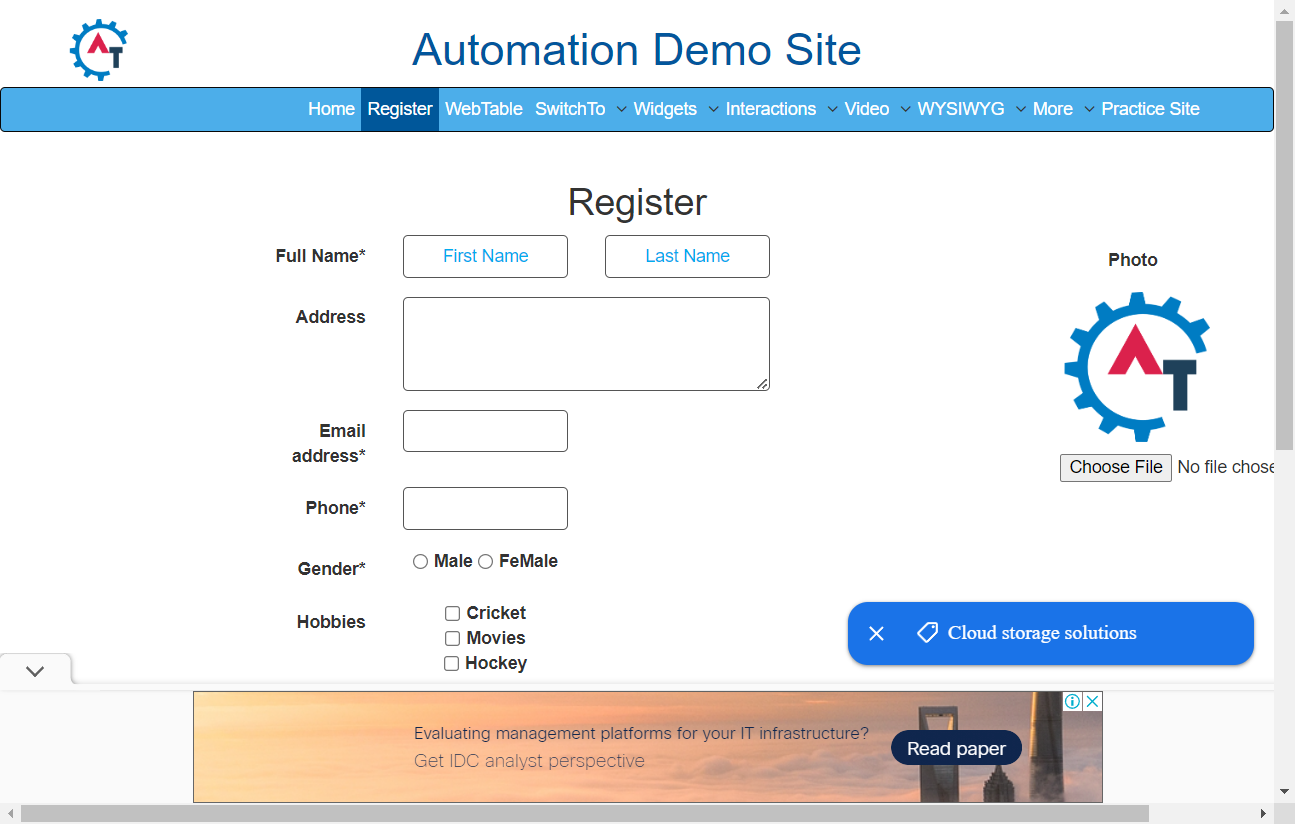 AT
Automation Demo Site
Home Register WebTable SwitchTo Widgets Interactions Video WYSIWYG More Practice Site
Register
Full Name* First Name Last Name
Photo
Address
AT
Email
address*
Choose File No file chose
Phone*
Gender* Male FeMale
Hobbies Cricket
Movies
Hockey
Cloud storage solutions
Evaluating management platforms for your IT infrastructure?
Get IDC analyst perspective
Read paper